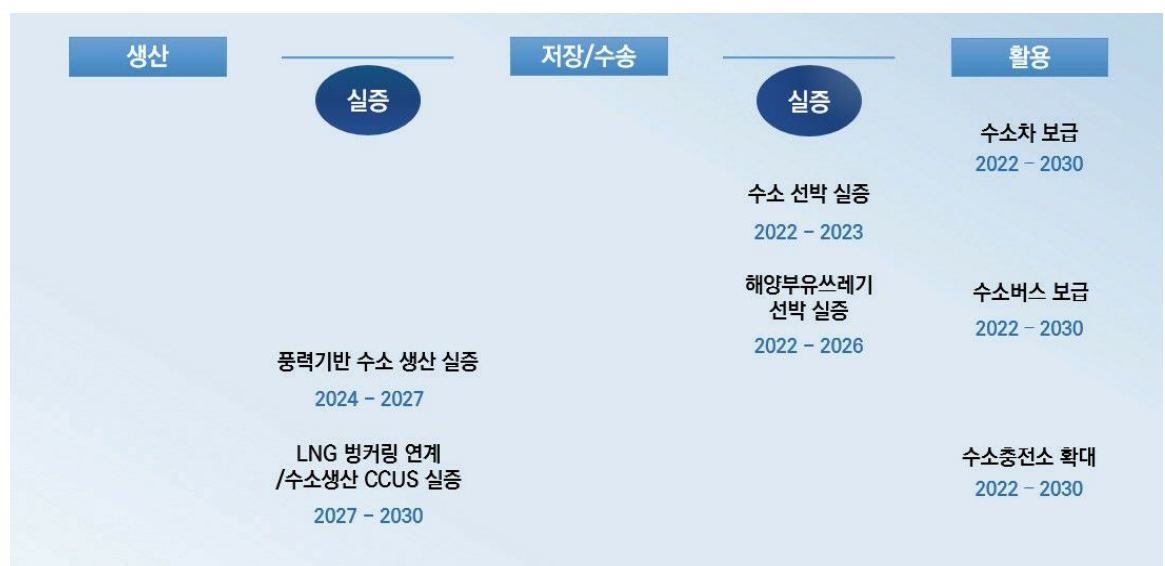 생산
실증
저장/수송
실증
활용
풍력기반 수소 생산 실증
2024 – 2027
LNG 벙커링 연계
/수소생산 CCUS 실증
2027 – 2030
수소 선박 실증
2022 – 2023
해양부유쓰레기
선박 실증
2022 – 2026
수소차 보급
2022 – 2030
수소버스 보급
2022 – 2030
수소충전소 확대
2022 – 2030